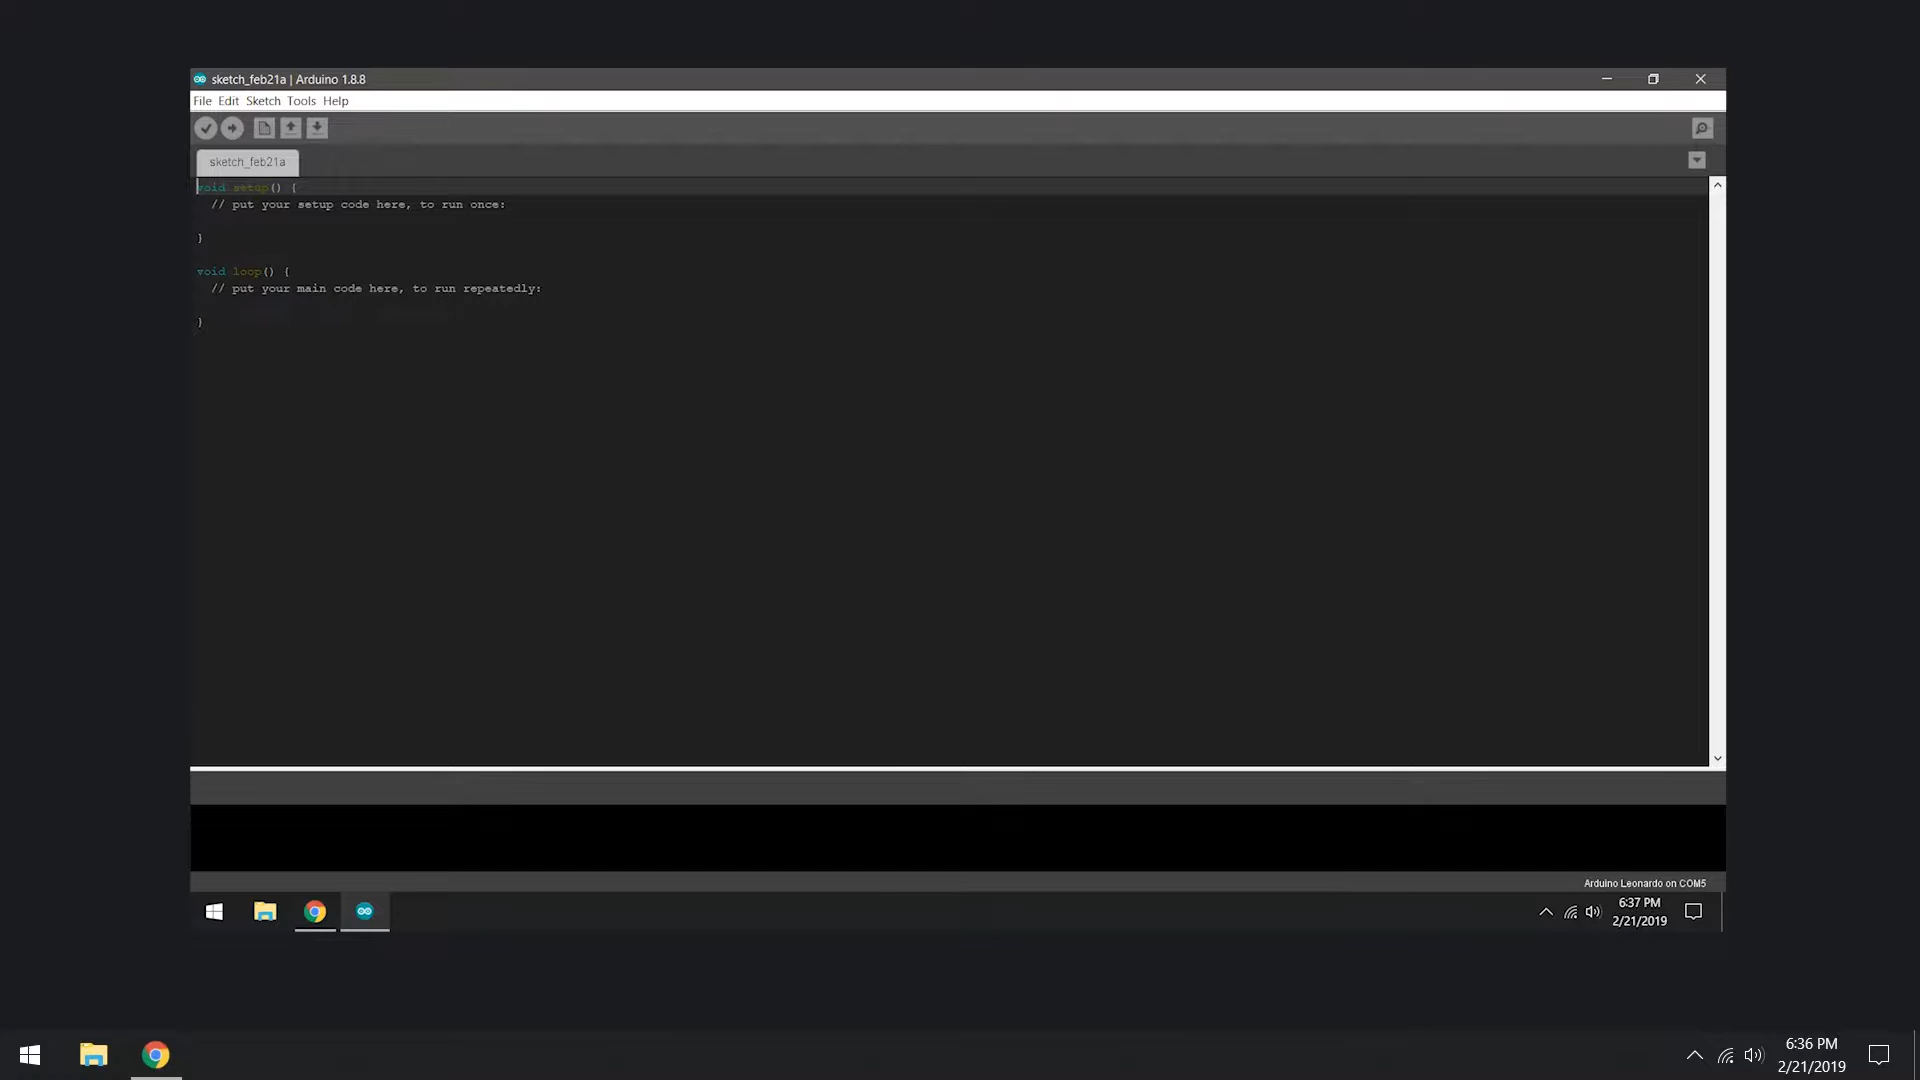 sketch_feb21a | Arduino 1.8.8
File Edit Sketch Tools Help
sketch_feb21a
void setup() {
// put your setup code here, to run once:
}
void loop() {
// put your main code here, to run repeatedly:
}
Arduino Leonardo on COM5
6:37 PM
2/21/2019
6:36 PM
2/21/2019